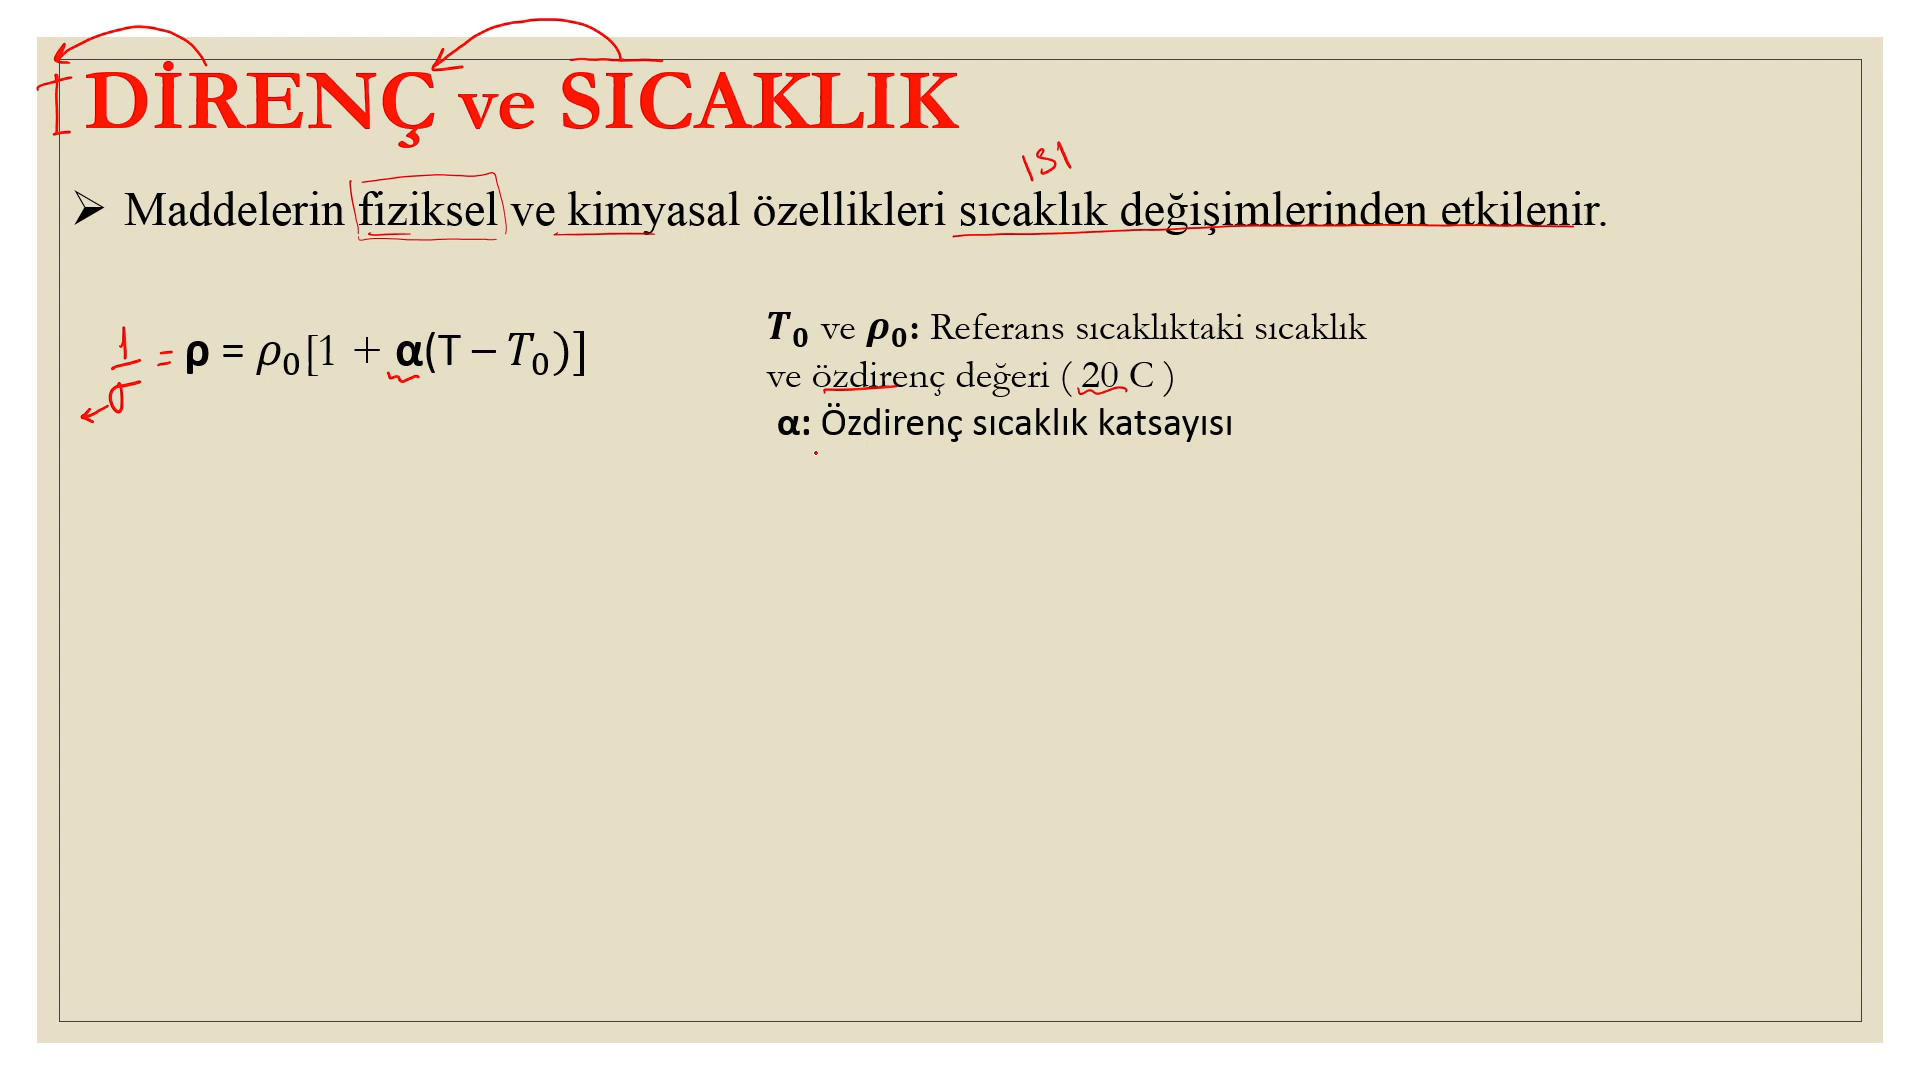 I DİRENÇ ve SICAKLIK
ISI
➢ Maddelerin fiziksel ve kimyasal özellikleri sıcaklık değişimlerinden etkilenir.
1/σ = ρ = ρ₀[1 + α(T – T₀)]
T₀ ve ρ₀: Referans sıcaklıktaki sıcaklık
ve özdirenç değeri ( 20 C )
α: Özdirenç sıcaklık katsayısı